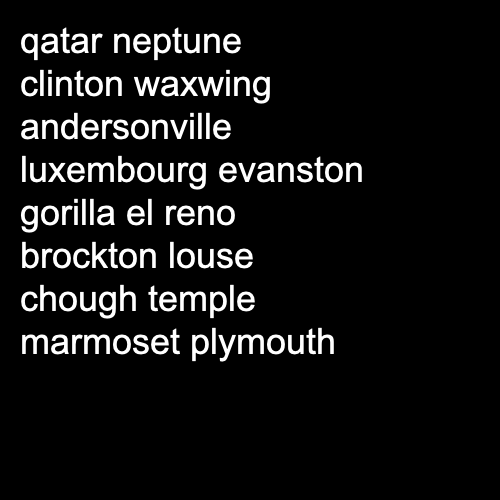 qatar neptune
clinton waxwing
andersonville
luxembourg evanston
gorilla el reno
brockton louse
chough temple
marmoset plymouth